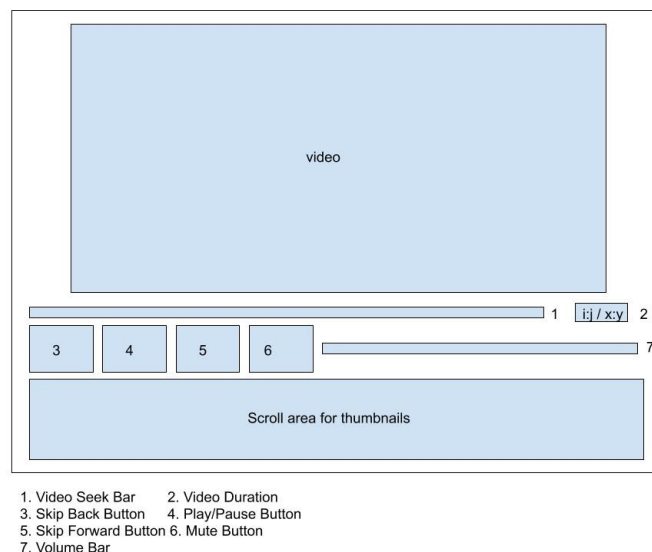 video
1
i:j / x:y 2
3 4 5 6 7
Scroll area for thumbnails
1. Video Seek Bar 2. Video Duration
3. Skip Back Button 4. Play/Pause Button
5. Skip Forward Button 6. Mute Button
7. Volume Bar